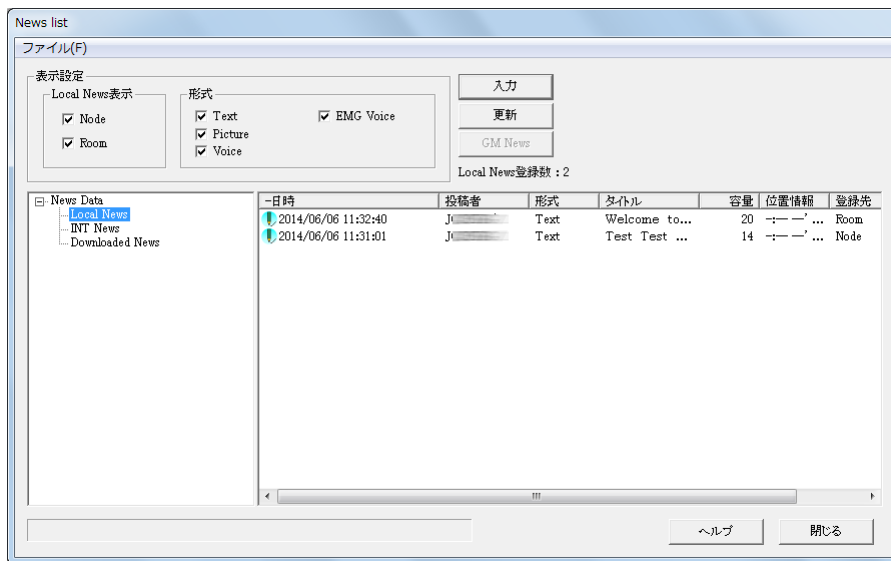 News list
ファイル(F)
表示設定
Local News表示
Node
Room
形式
Text
Picture
Voice
EMG Voice
入力
更新
GM News
Local News登録数:2
News Data
Local News
INT News
Downloaded News
日時 投稿者 形式 タイトル 容量 位置情報 登録先
2014/06/06 11:32:40 J Text Welcome to... 20 -:-- --' ... Room
2014/06/06 11:31:01 J Text Test Test ... 14 -:-- --' ... Node
ヘルプ
閉じる